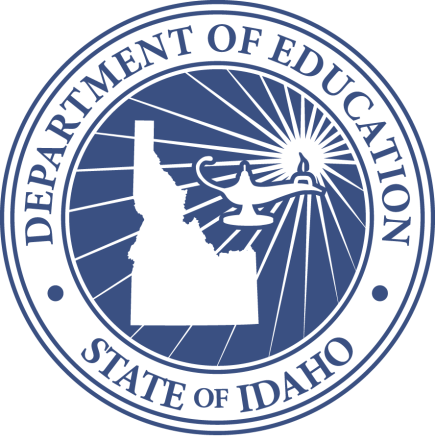 DEPARTMENT OF EDUCATION
STATE OF IDAHO